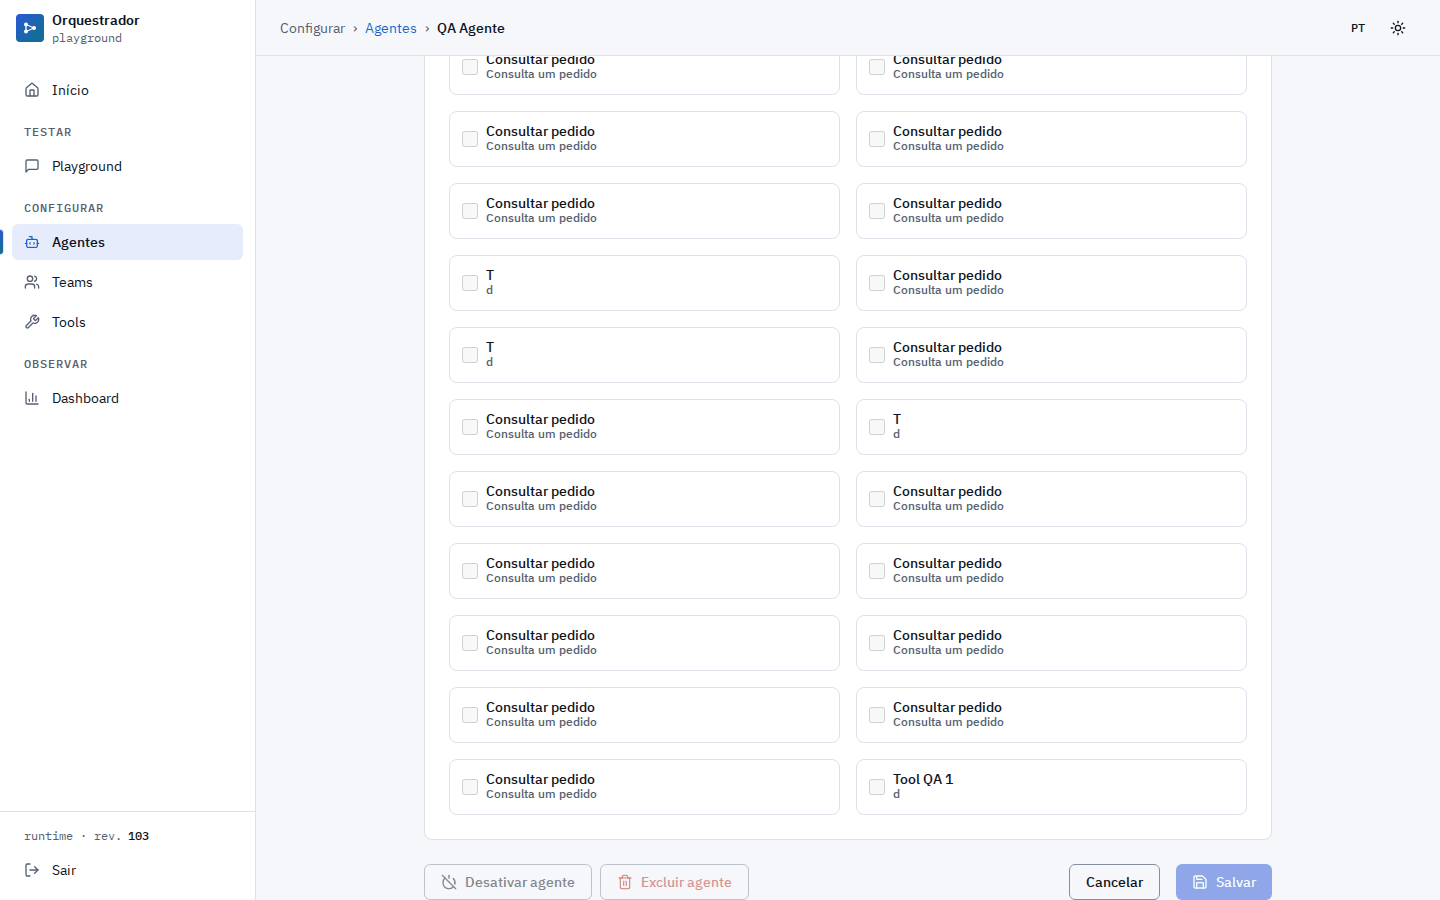 Orquestrador
playground
Início
TESTAR
Playground
CONFIGURAR
Agentes
Teams
Tools
OBSERVAR
Dashboard
runtime · rev. 103
Sair
Configurar › Agentes › QA Agente
PT
Consultar pedido
Consulta um pedido
Consultar pedido
Consulta um pedido
Consultar pedido
Consulta um pedido
Consultar pedido
Consulta um pedido
Consultar pedido
Consulta um pedido
Consultar pedido
Consulta um pedido
T
d
Consultar pedido
Consulta um pedido
T
d
Consultar pedido
Consulta um pedido
Consultar pedido
Consulta um pedido
T
d
Consultar pedido
Consulta um pedido
Consultar pedido
Consulta um pedido
Consultar pedido
Consulta um pedido
Consultar pedido
Consulta um pedido
Consultar pedido
Consulta um pedido
Consultar pedido
Consulta um pedido
Consultar pedido
Consulta um pedido
Consultar pedido
Consulta um pedido
Consultar pedido
Consulta um pedido
Tool QA 1
d
Desativar agente
Excluir agente
Cancelar
Salvar